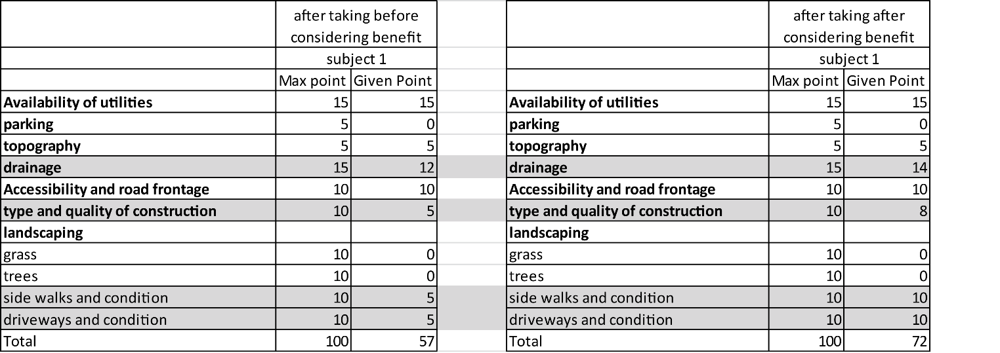 after taking before
considering benefit
subject 1
Max point Given Point
Availability of utilities 15 15
parking 5 0
topography 5 5
drainage 15 12
Accessibility and road frontage 10 10
type and quality of construction 10 5
landscaping
grass 10 0
trees 10 0
side walks and condition 10 5
driveways and condition 10 5
Total 100 57
after taking after
considering benefit
subject 1
Max point Given Point
Availability of utilities 15 15
parking 5 0
topography 5 5
drainage 15 14
Accessibility and road frontage 10 10
type and quality of construction 10 8
landscaping
grass 10 0
trees 10 0
side walks and condition 10 10
driveways and condition 10 10
Total 100 72